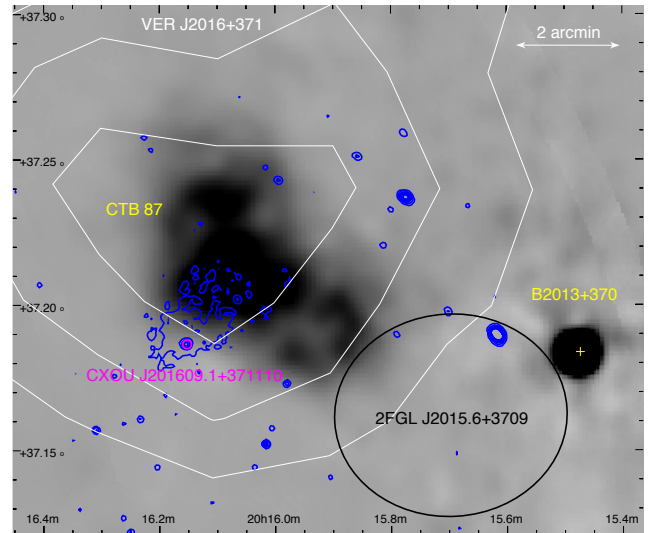 +37.30
VER J2016+371
2 arcmin
+37.25 °
CTB 87
B2013+370
+37.20 °
CXOU J201609.1+371110
2FGL J2015.6+3709
+37.15 °
16.4m 16.2m 20h16.0m 15.8m 15.6m 15.4m